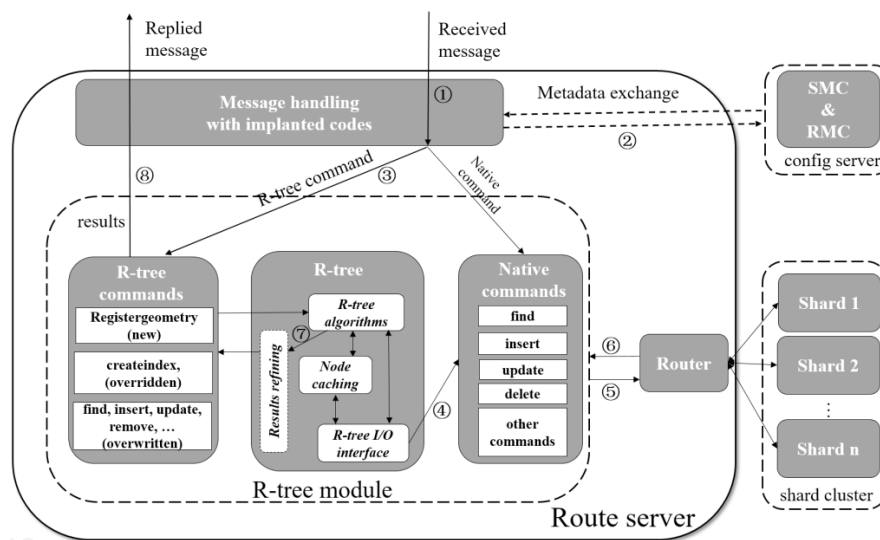 Replied
message
Received
message
①
Message handling
with implanted codes
Metadata exchange
②
SMC
&
RMC
config server
⑧
R-tree command
③
Native
command
results
R-tree
commands
Registergeometry
(new)
createindex,
(overridden)
find, insert, update,
remove, ...
(overwritten)
R-tree
R-tree
algorithms
⑦
Results refining
Node
caching
R-tree I/O
interface
④
Native
commands
find
insert
update
delete
other
commands
⑥
⑤
Router
Shard 1
Shard 2
⋮
Shard n
shard cluster
R-tree module
Route server